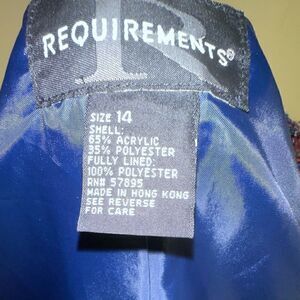 REQUIREMENTS®
SIZE 14
SHELL:
65% ACRYLIC
35% POLYESTER
FULLY LINED:
100% POLYESTER
RN# 57895
MADE IN HONG KONG
SEE REVERSE
FOR CARE